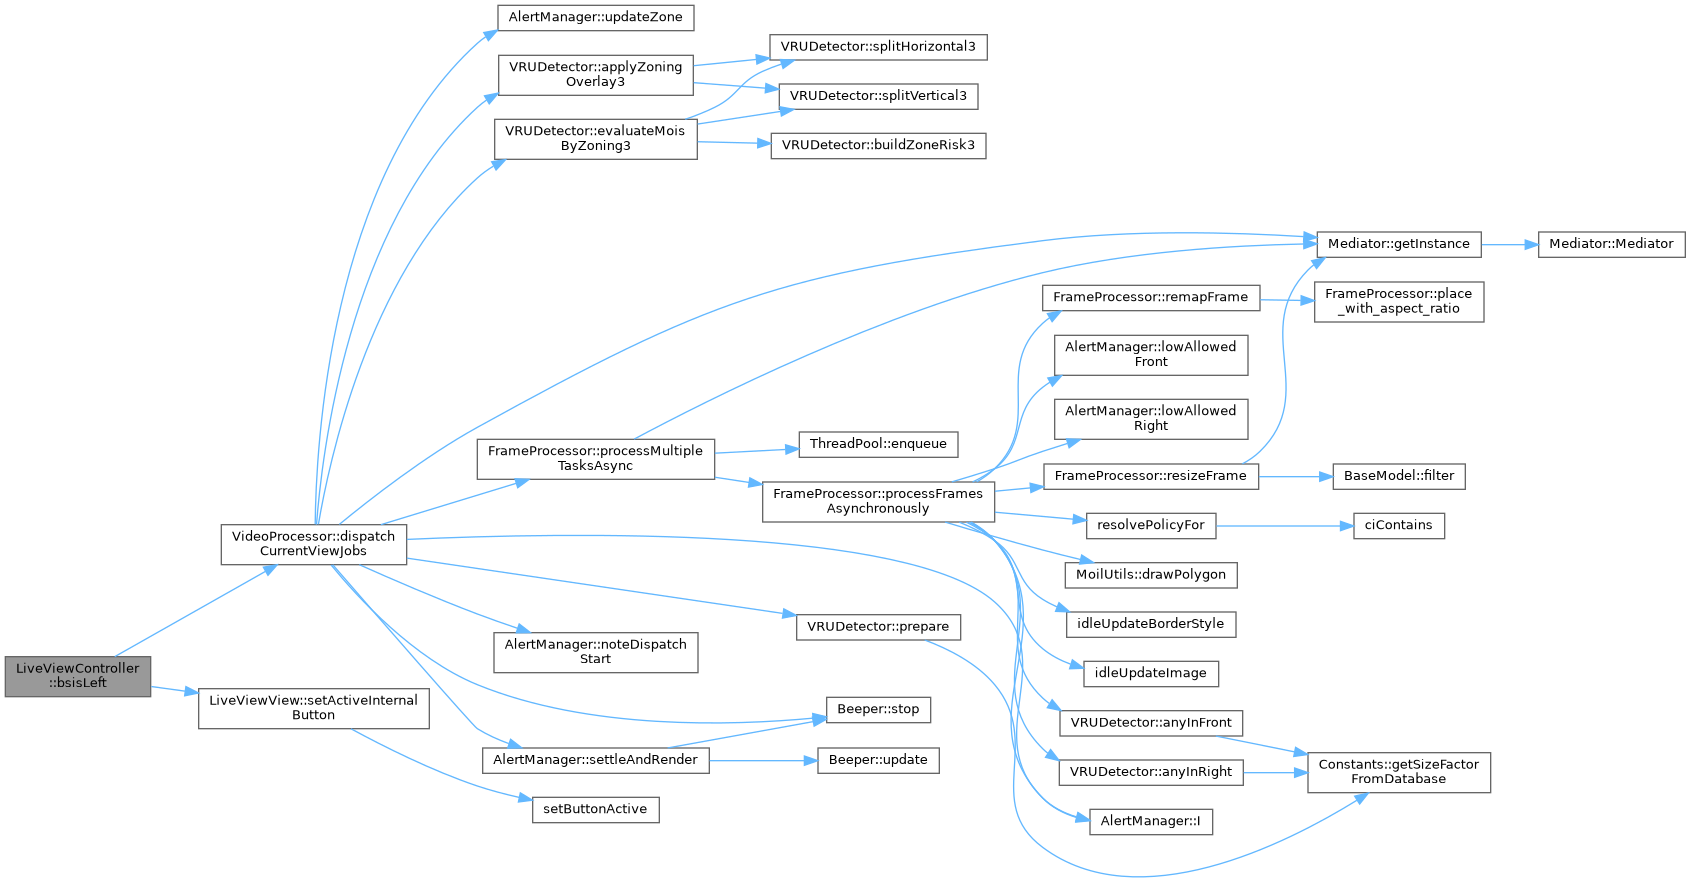 LiveViewController
::bsisLeft
VideoProcessor::dispatch
CurrentViewJobs
LiveViewView::setActiveInternal
Button
AlertManager::updateZone
VRUDetector::applyZoning
Overlay3
VRUDetector::evaluateMois
ByZoning3
FrameProcessor::processMultiple
TasksAsync
AlertManager::noteDispatch
Start
AlertManager::settleAndRender
setButtonActive
VRUDetector::splitHorizontal3
VRUDetector::splitVertical3
VRUDetector::buildZoneRisk3
ThreadPool::enqueue
FrameProcessor::processFrames
Asynchronously
VRUDetector::prepare
Beeper::stop
Beeper::update
FrameProcessor::remapFrame
AlertManager::lowAllowed
Front
AlertManager::lowAllowed
Right
FrameProcessor::resizeFrame
resolvePolicyFor
MoilUtils::drawPolygon
idleUpdateBorderStyle
idleUpdateImage
VRUDetector::anyInFront
VRUDetector::anyInRight
AlertManager::I
Mediator::getInstance
FrameProcessor::place
_with_aspect_ratio
BaseModel::filter
ciContains
Constants::getSizeFactor
FromDatabase
Mediator::Mediator